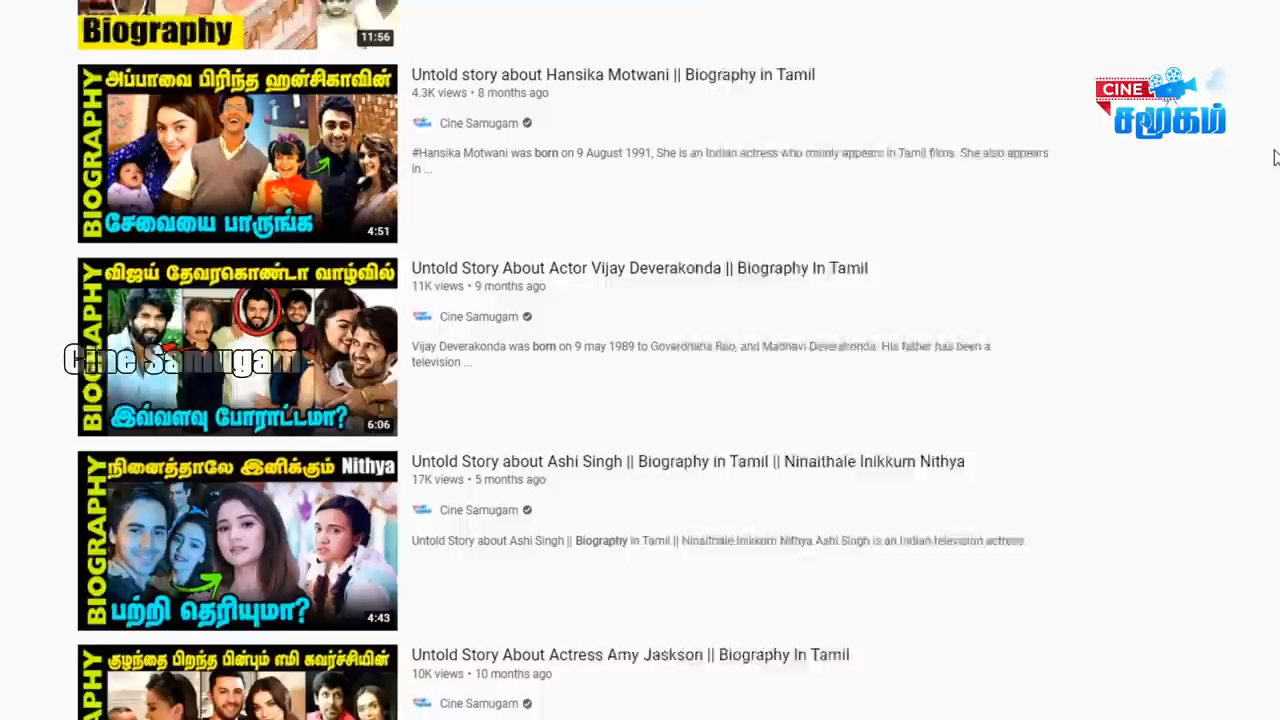 Biography
11:56
BIOGRAPHY
அப்பாவை பிரிந்த ஹன்சிகாவின்
சேவையை பாருங்க
4:51
Untold story about Hansika Motwani || Biography in Tamil
4.3K views • 8 months ago
Cine Samugam
#Hansika Motwani was born on 9 August 1991, She is an Indian actress who mainly appears in Tamil films. She also appears
in ...
CINE
சமூகம்
BIOGRAPHY
விஜய் தேவரகொண்டா வாழ்வில்
இவ்வளவு போராட்டமா?
6:06
Cine Samugam
Untold Story About Actor Vijay Deverakonda || Biography In Tamil
11K views • 9 months ago
Cine Samugam
Vijay Deverakonda was born on 9 may 1989 to Goverdhana Rao, and Madhavi Deverakonda. His father has been a
television ...
BIOGRAPHY
நினைத்தாலே இனிக்கும் Nithya
பற்றி தெரியுமா?
4:43
Untold Story about Ashi Singh || Biography in Tamil || Ninaithale Inikkum Nithya
17K views • 5 months ago
Cine Samugam
Untold Story about Ashi Singh || Biography in Tamil || Ninaithale Inikkum Nithya Ashi Singh is an Indian television actress.
குழந்தை பிறந்த பின்பும் எமி கவர்ச்சியின்
Untold Story About Actress Amy Jaskson || Biography In Tamil
10K views • 10 months ago
Cine Samugam